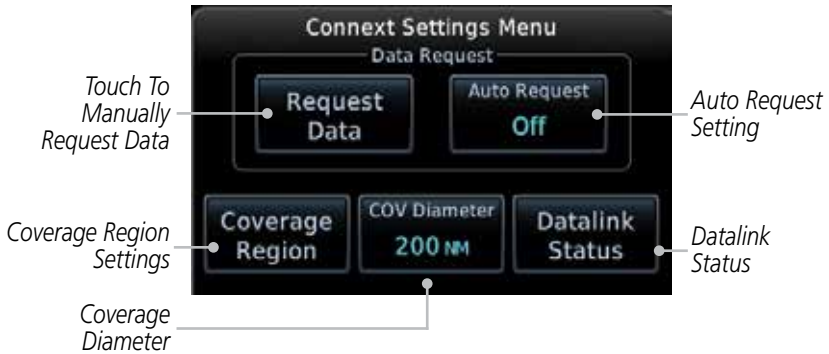 Connext Settings Menu
Data Request
Touch To
Manually
Request Data
Request
Data
Auto Request
Off
Auto Request
Setting
Coverage Region
Settings
Coverage
Region
COV Diameter
200 NM
Datalink
Status
Datalink
Status
Coverage
Diameter